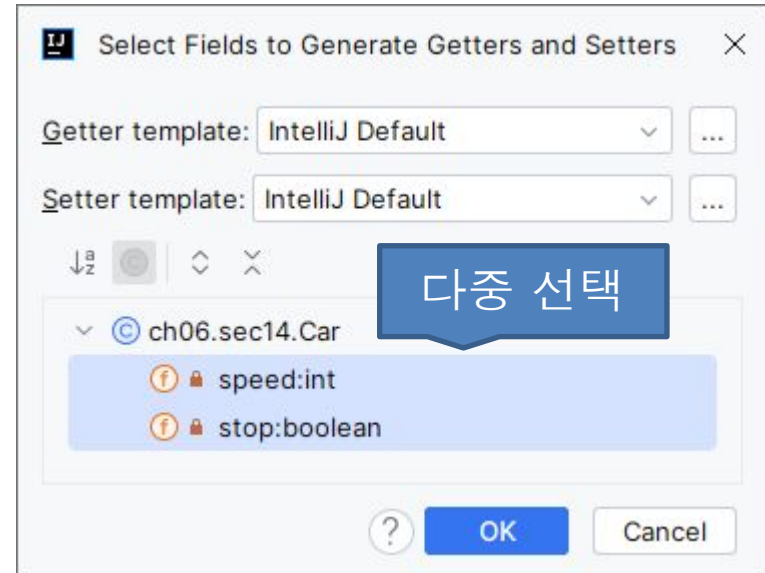 Select Fields to Generate Getters and Setters
Getter template: IntelliJ Default ...
Setter template: IntelliJ Default ...
다중 선택
ch06.sec14.Car
speed:int
stop:boolean
? OK Cancel